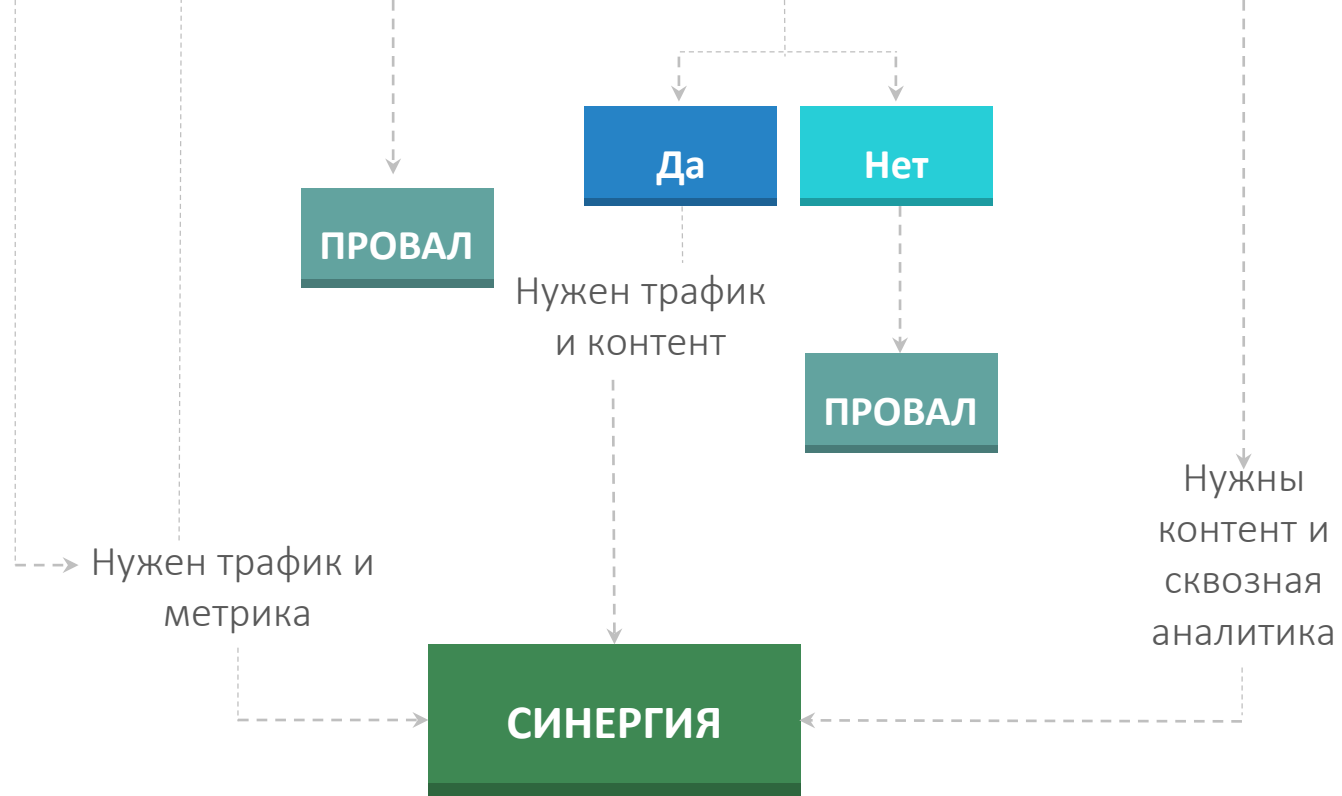 Да
Нет
ПРОВАЛ
Нужен трафик
и контент
ПРОВАЛ
Нужны
контент и
сквозная
аналитика
Нужен трафик и
метрика
СИНЕРГИЯ